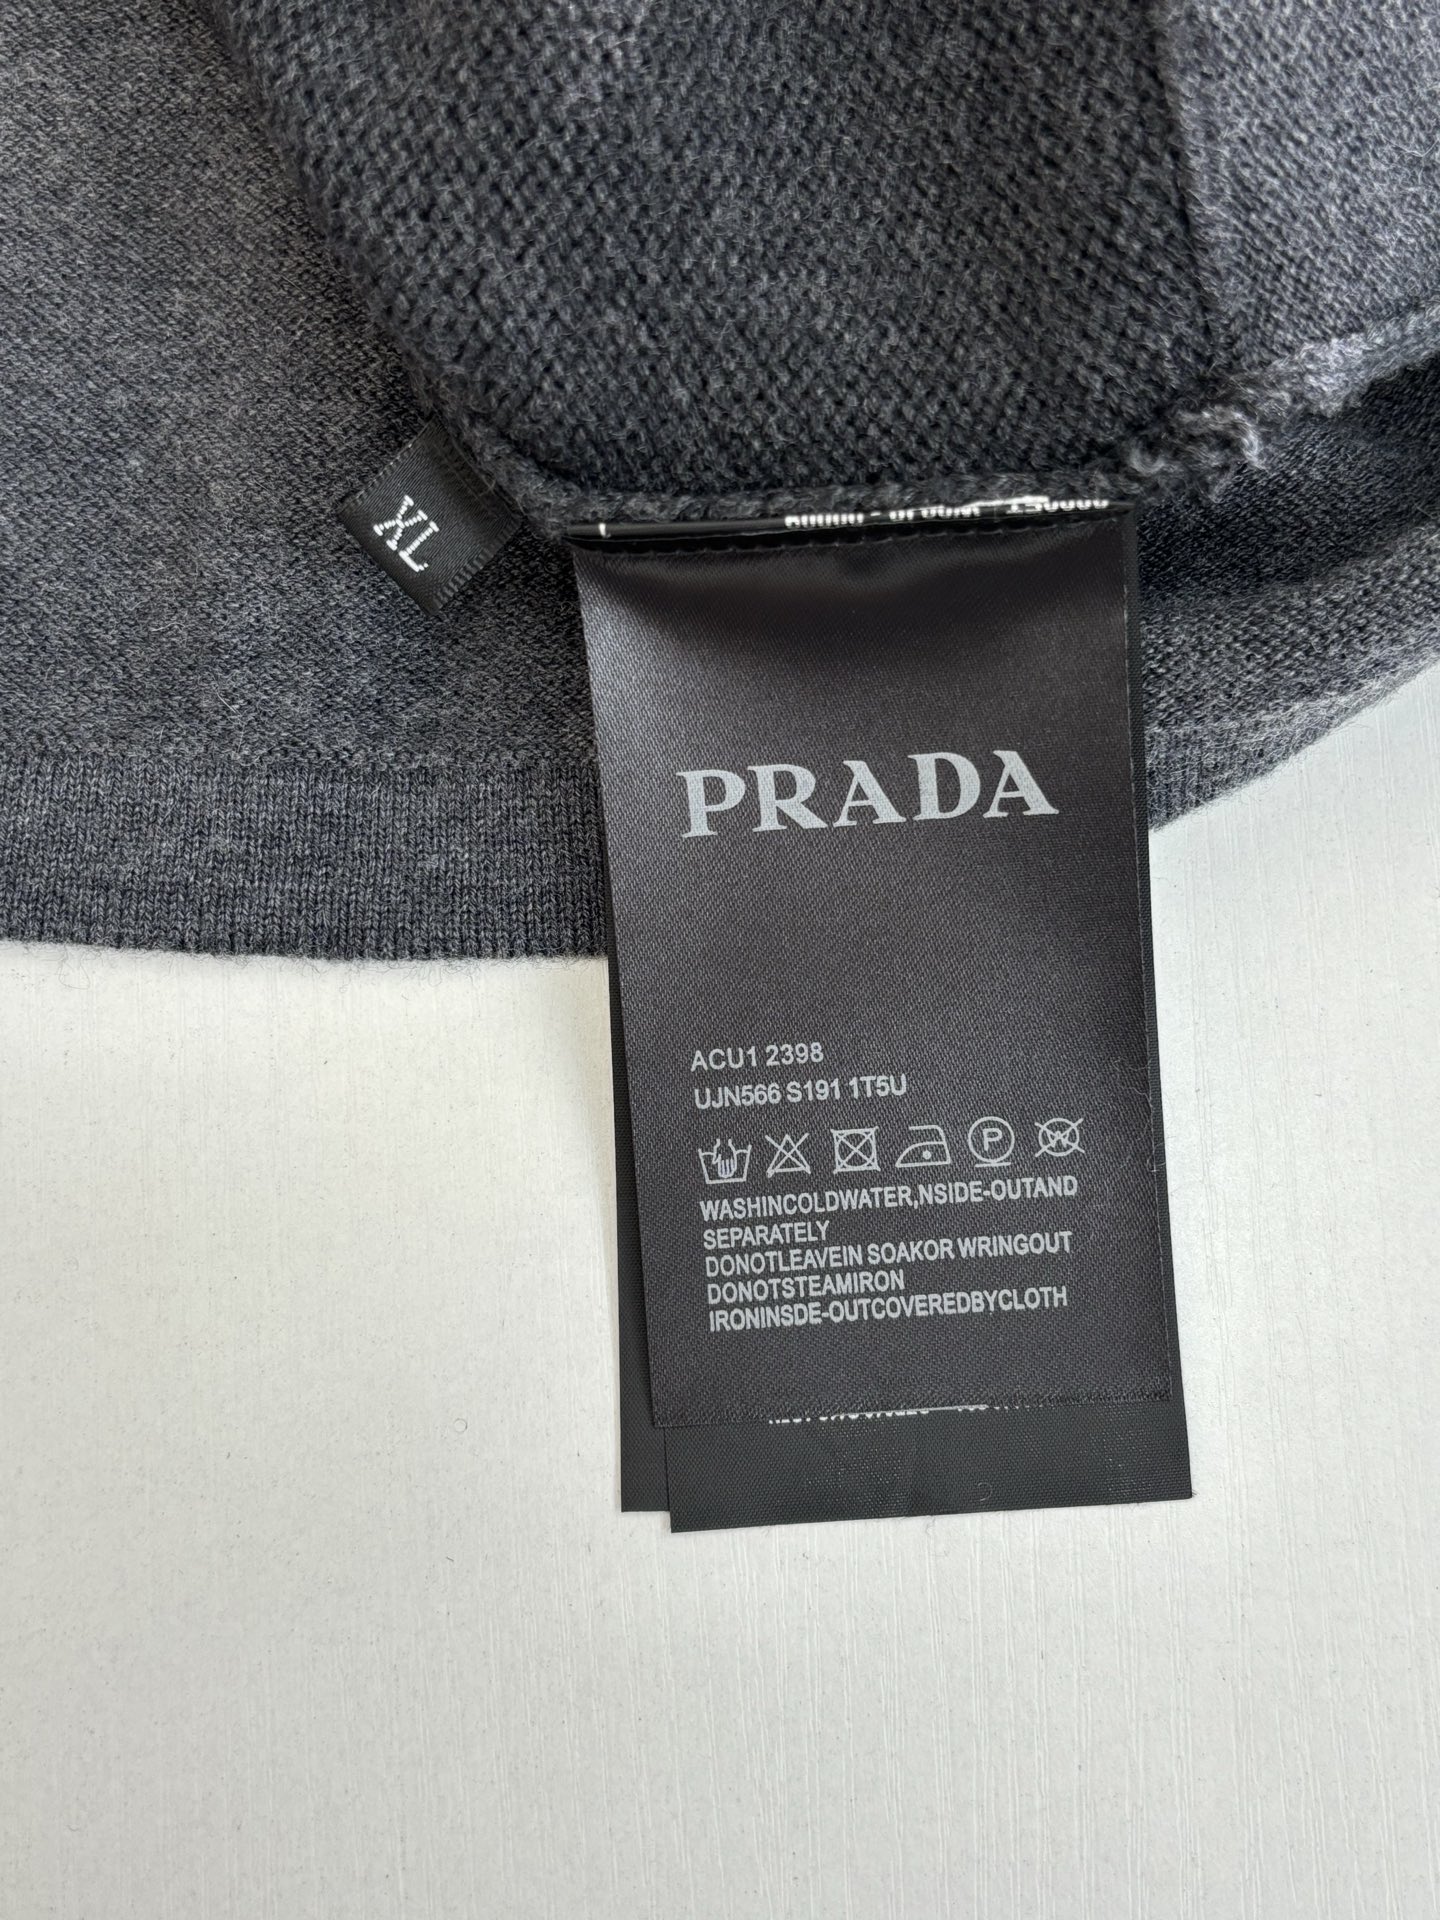 XL
PRADA
ACU1 2398
UJN566 S191 1T5U
P
W
WASHINCOLDWATER,NSIDE-OUTAND
SEPARATELY
DONOTLEAVEIN SOAKOR WRINGOUT
DONOTSTEAMIRON
IRONINSDE-OUTCOVEREDBYCLOTH